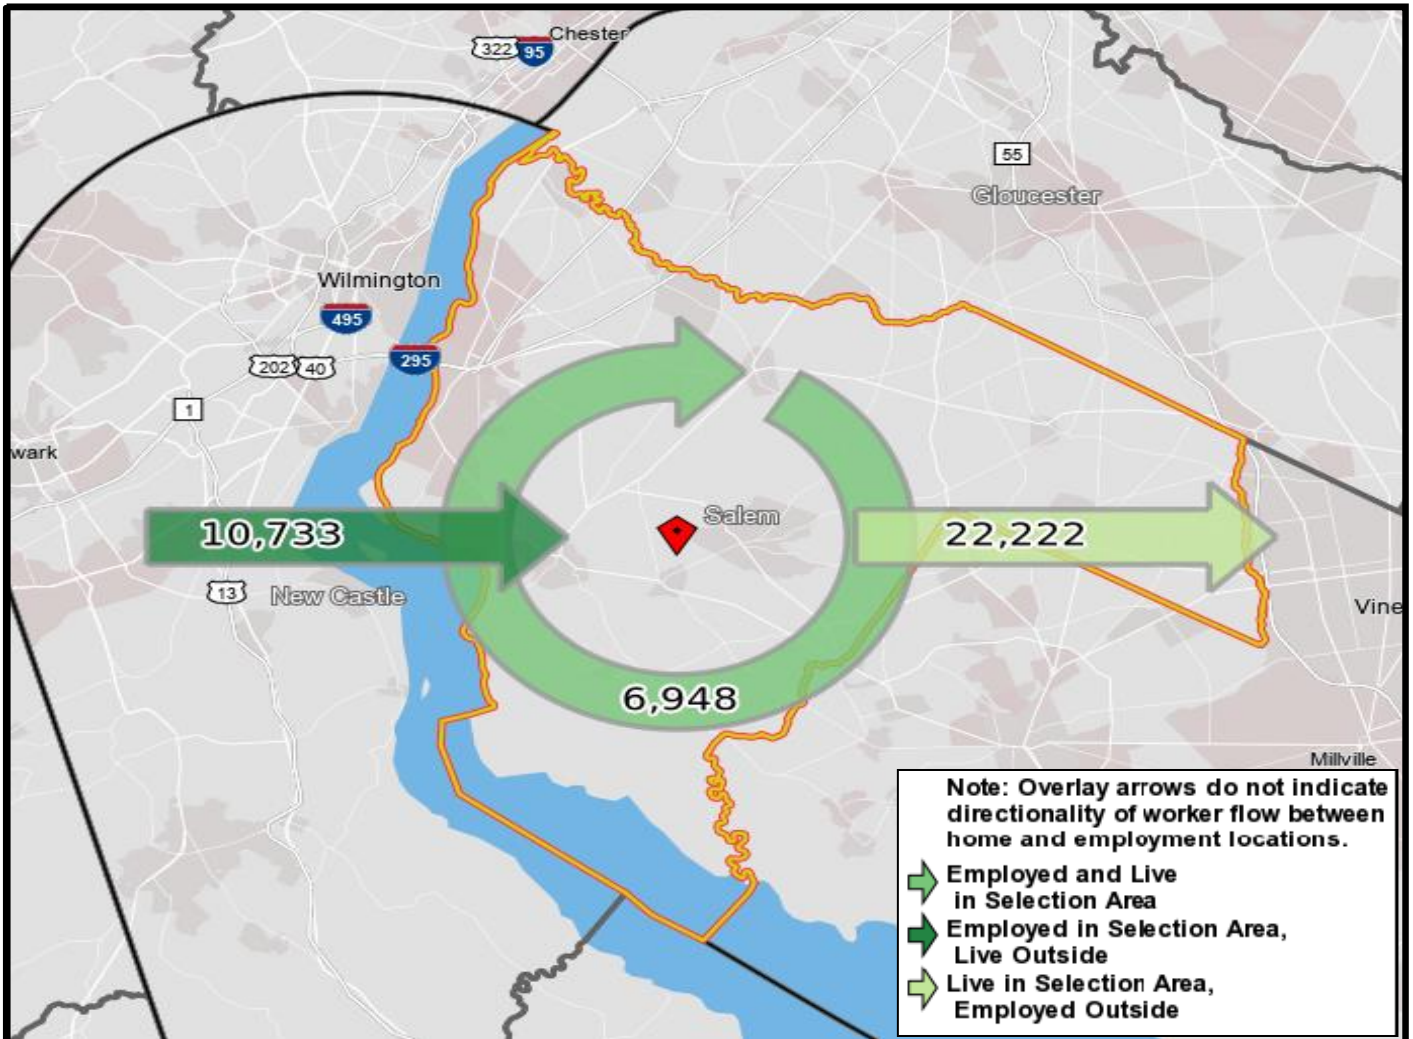 Chester
322
95
55
Gloucester
Wilmington
495
295
202
40
1
wark
Salem
10,733
22,222
13
New Castle
Vine
6,948
Millville
Note: Overlay arrows do not indicate
directionality of worker flow between
home and employment locations.
Employed and Live
in Selection Area
Employed in Selection Area,
Live Outside
Live in Selection Area,
Employed Outside